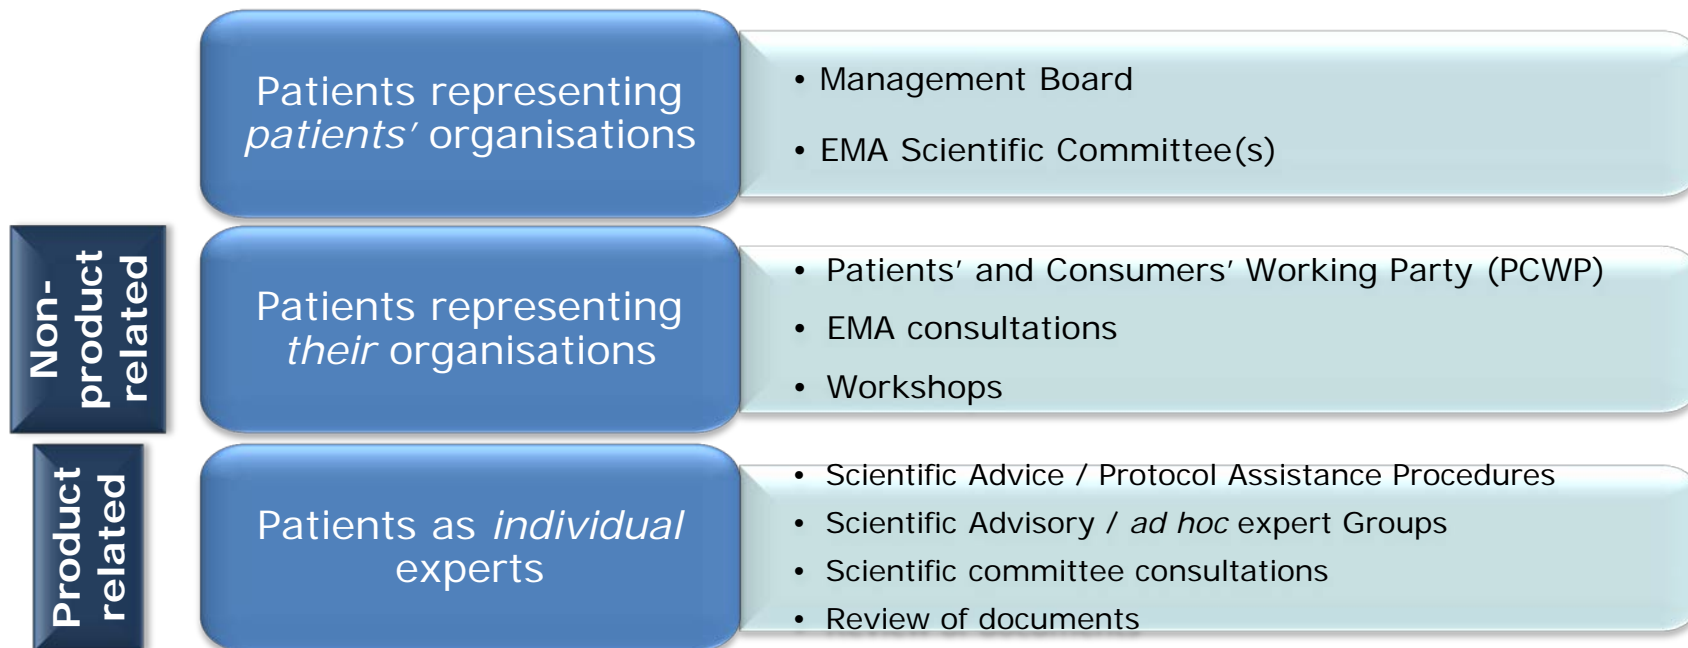 Patients representing
patients’ organisations
• Management Board
• EMA Scientific Committee(s)
Non-
product
related
Patients representing
their organisations
• Patients’ and Consumers’ Working Party (PCWP)
• EMA consultations
• Workshops
Product
related
Patients as individual
experts
• Scientific Advice / Protocol Assistance Procedures
• Scientific Advisory / ad hoc expert Groups
• Scientific committee consultations
• Review of documents